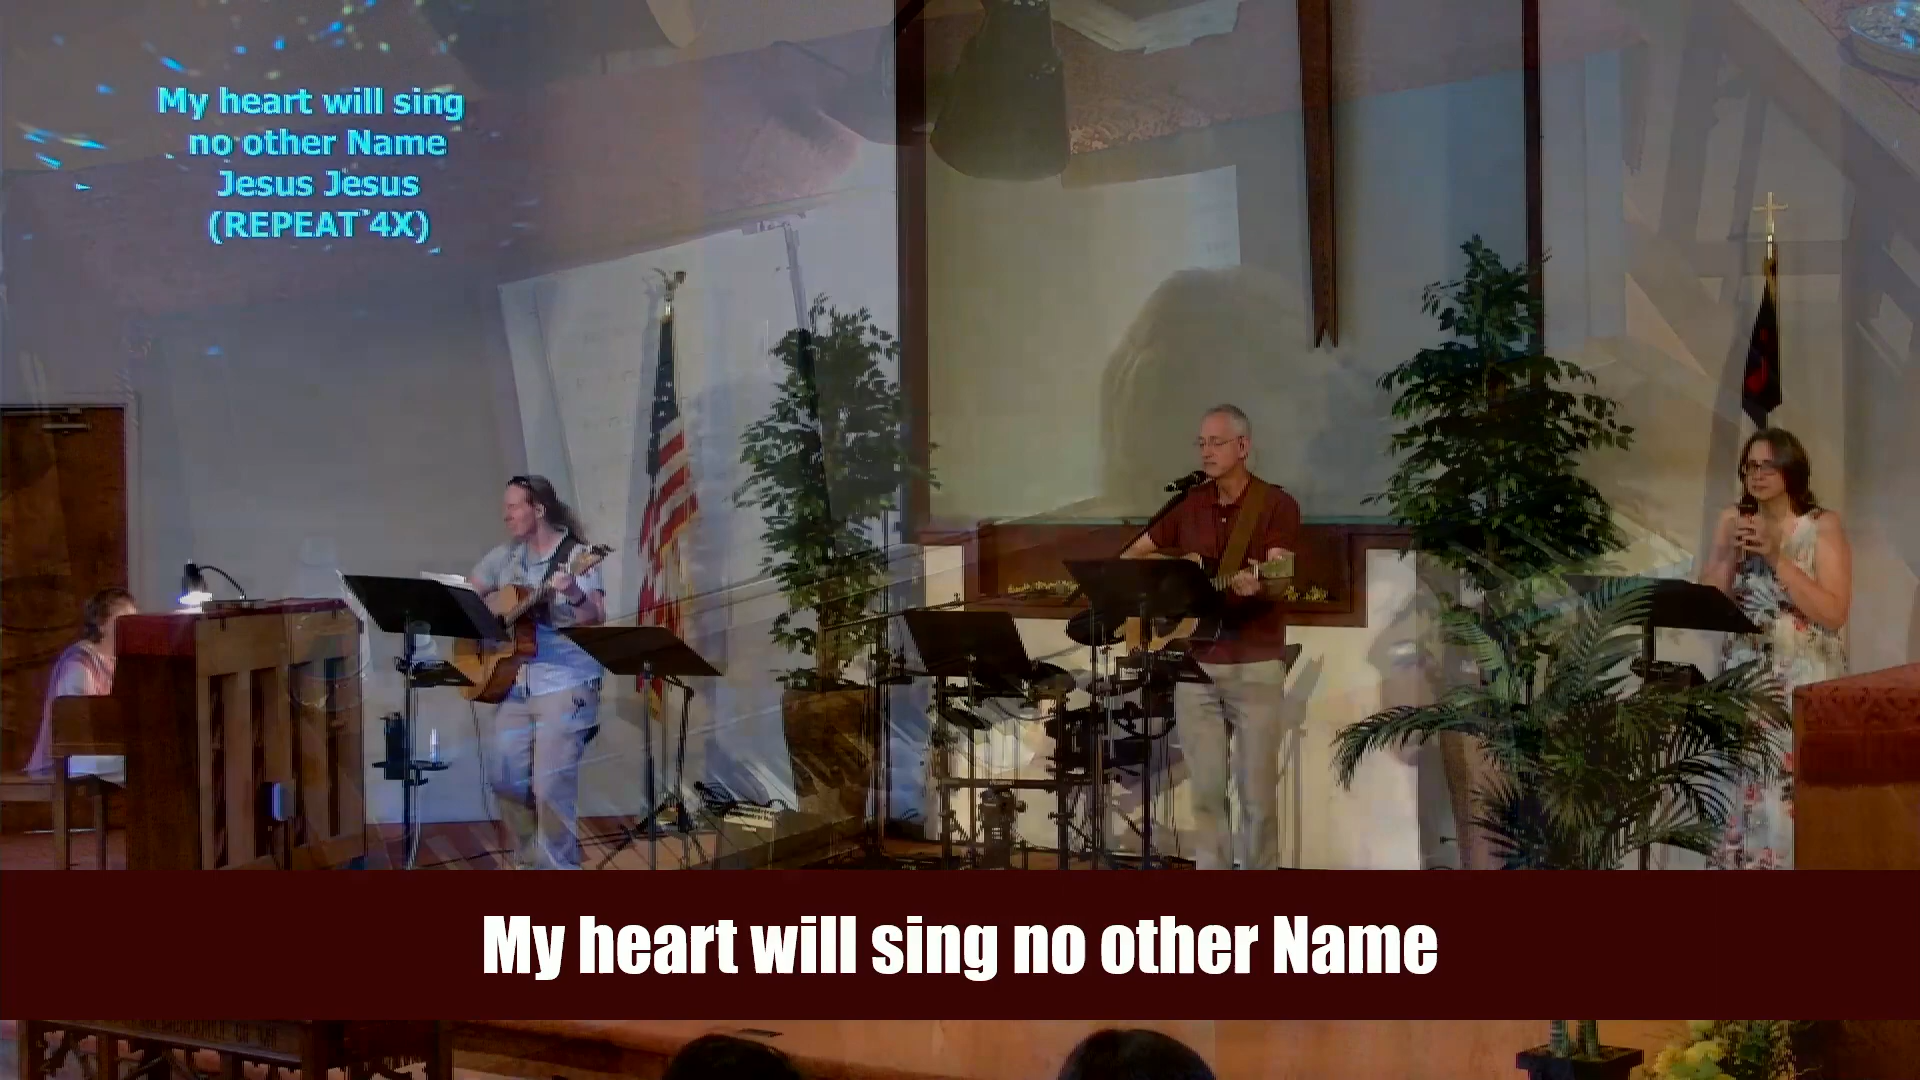 My heart will sing
no other Name
Jesus Jesus
(REPEAT 4X)
My heart will sing no other Name